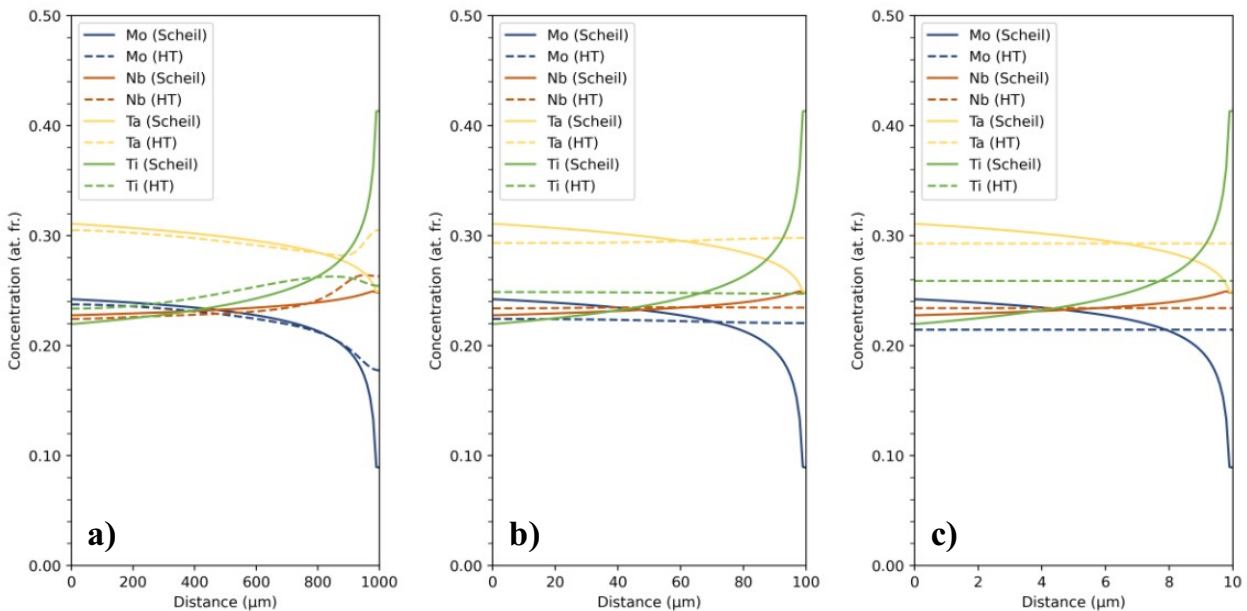 0.50
0.40
0.30
0.20
0.10
0.00
Concentration (at. fr.)
Mo (Scheil)
Mo (HT)
Nb (Scheil)
Nb (HT)
Ta (Scheil)
Ta (HT)
Ti (Scheil)
Ti (HT)
a)
0 200 400 600 800 1000
Distance (μm)
0.50
0.40
0.30
0.20
0.10
0.00
Concentration (at. fr.)
Mo (Scheil)
Mo (HT)
Nb (Scheil)
Nb (HT)
Ta (Scheil)
Ta (HT)
Ti (Scheil)
Ti (HT)
b)
0 20 40 60 80 100
Distance (μm)
0.50
0.40
0.30
0.20
0.10
0.00
Concentration (at. fr.)
Mo (Scheil)
Mo (HT)
Nb (Scheil)
Nb (HT)
Ta (Scheil)
Ta (HT)
Ti (Scheil)
Ti (HT)
c)
0 2 4 6 8 10
Distance (μm)